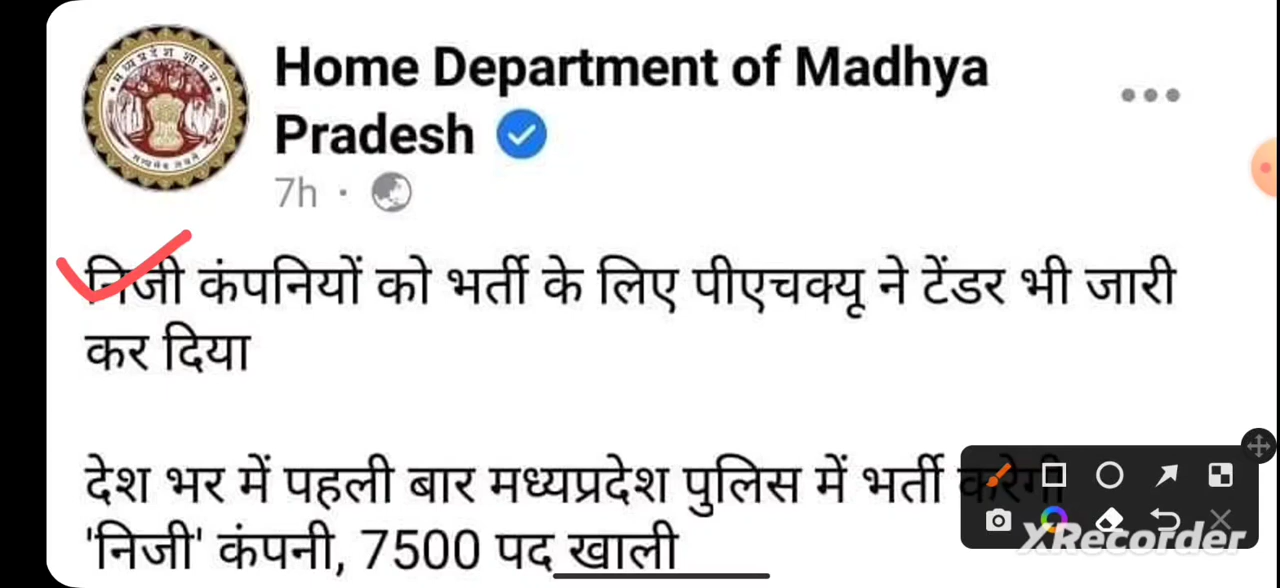 Home Department of Madhya
Pradesh
7h
निजी कंपनियों को भर्ती के लिए पीएचक्यू ने टेंडर भी जारी
कर दिया
देश भर में पहली बार मध्यप्रदेश पुलिस में भर्ती करेगी
'निजी' कंपनी, 7500 पद खाली
XRecorder